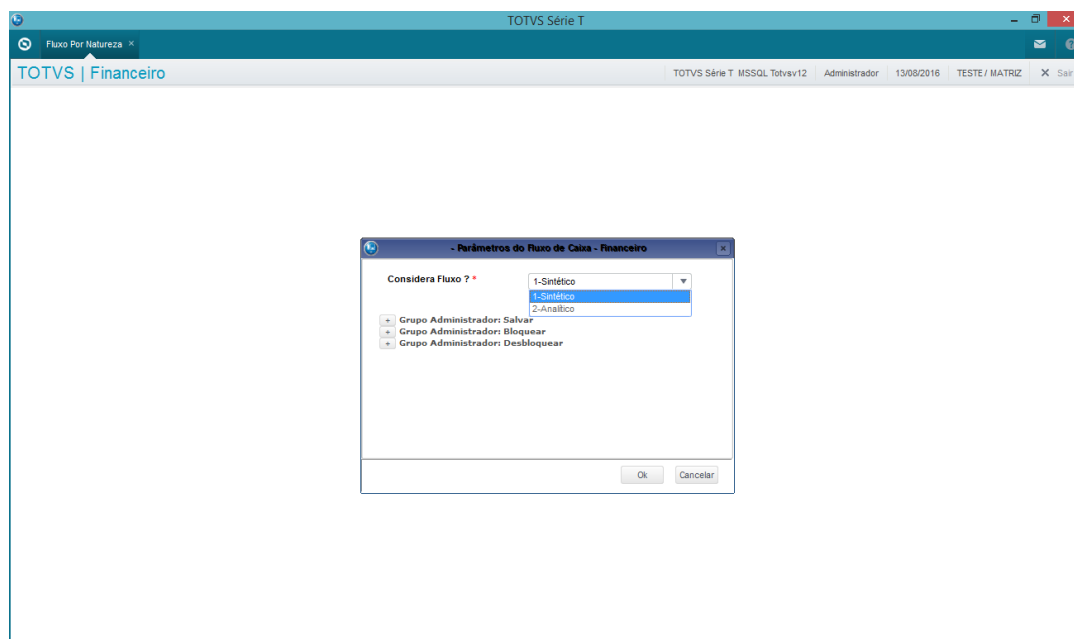 TOTVS Série T
Fluxo Por Natureza ×
TOTVS | Financeiro
TOTVS Série T MSSQL Totvsv12 Administrador 13/08/2016 TESTE / MATRIZ X Sair
- Parâmetros do Fluxo de Caixa - Financeiro
Considera Fluxo ? * 1-Sintético
1-Sintético
2-Analítico
+ Grupo Administrador: Salvar
+ Grupo Administrador: Bloquear
+ Grupo Administrador: Desbloquear
Ok Cancelar